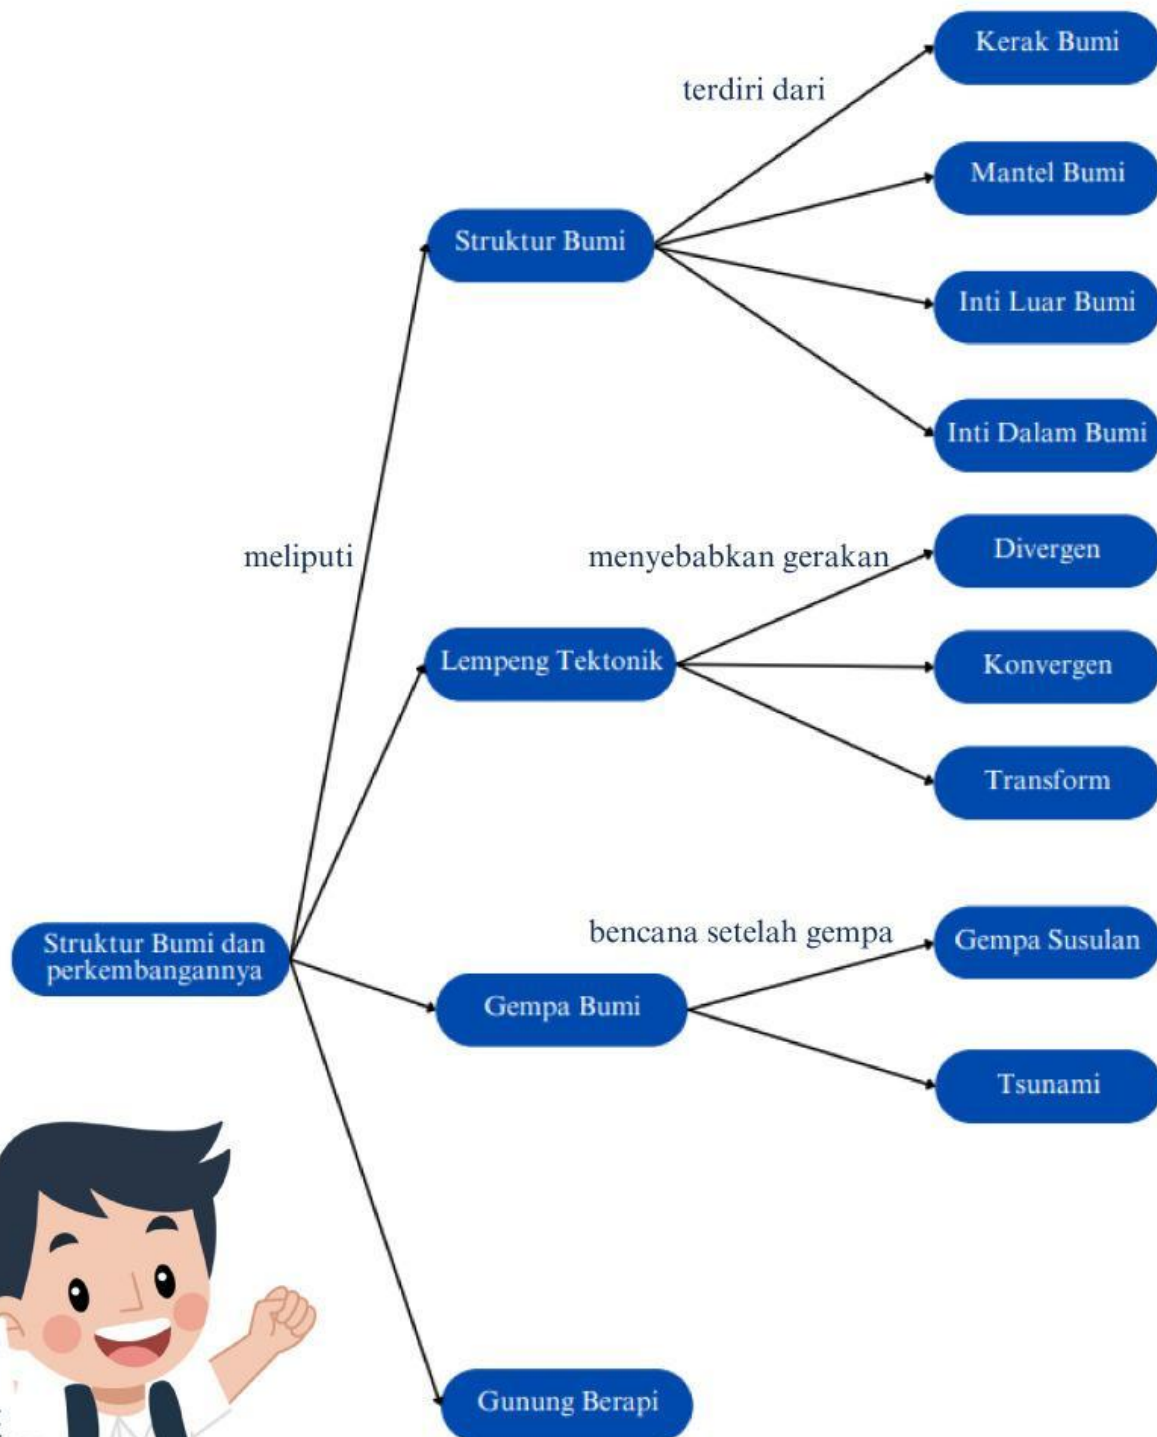 Kerak Bumi
terdiri dari
Mantel Bumi
Struktur Bumi
Inti Luar Bumi
Inti Dalam Bumi
meliputi
menyebabkan gerakan
Divergen
Lempeng Tektonik
Konvergen
Transform
Struktur Bumi dan
perkembangannya
bencana setelah gempa
Gempa Susulan
Gempa Bumi
Tsunami
Gunung Berapi